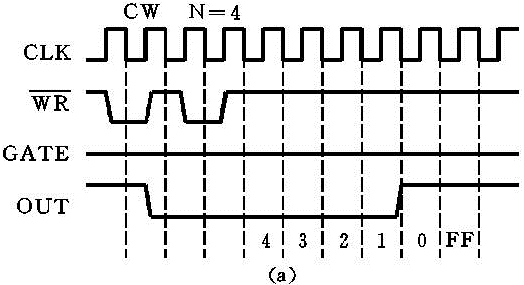 CW N=4
CLK
WR
GATE
OUT
4 3 2 1 0 FF
(a)